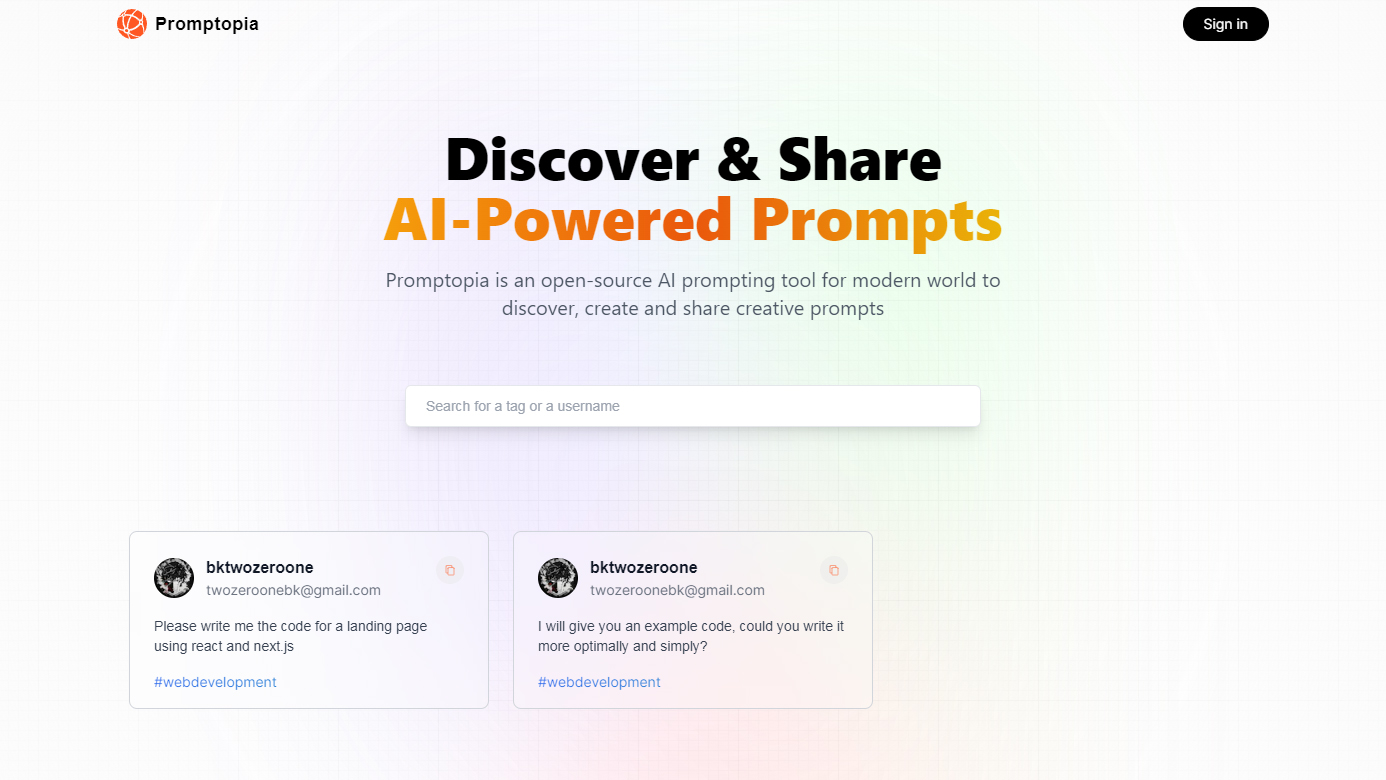 Promptopia
Sign in
Discover & Share
AI-Powered Prompts
Promptopia is an open-source AI prompting tool for modern world to
discover, create and share creative prompts
Search for a tag or a username
bktwozeroone
twozeroonebk@gmail.com
Please write me the code for a landing page
using react and next.js
#webdevelopment
bktwozeroone
twozeroonebk@gmail.com
I will give you an example code, could you write it
more optimally and simply?
#webdevelopment